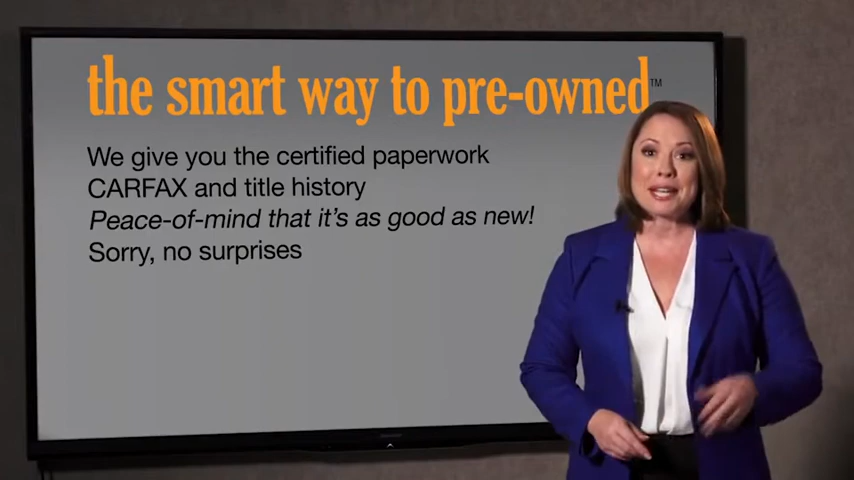 the smart way to pre-owned™
We give you the certified paperwork
CARFAX and title history
Peace-of-mind that it's as good as new!
Sorry, no surprises